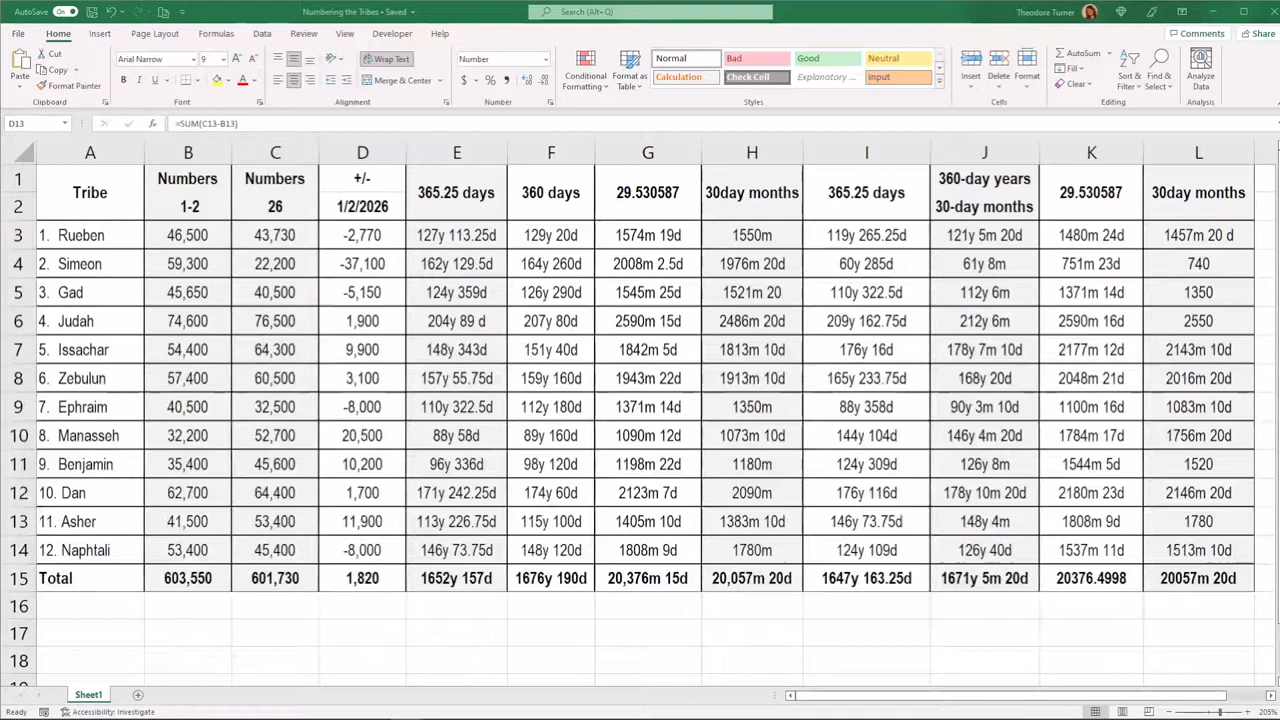 AutoSave On Numbering the Tribes • Saved Search (Alt+Q) Theodore Turner
File Home Insert Page Layout Formulas Data Review View Developer Help Comments Share
Paste Cut Copy Format Painter Clipboard
Arial Narrow 9 A A B I U A Font
Wrap Text Merge & Center Alignment
Number $ % , Number
Conditional Formatting Format as Table Normal Bad Good Neutral Calculation Check Cell Explanary ... Input Styles
Insert Delete Format Cells
AutoSum Fill Clear Sort & Filter Find & Select Editing
Analyze Data Analysis
D13 fx =SUM(C13-B13)
A B C D E F G H I J K L
1 Tribe Numbers Numbers +/- 365.25 days 360 days 29.530587 30day months 365.25 days 360-day years 29.530587 30day months
2 1-2 26 1/2/2026 30-day months
3 1. Rueben 46,500 43,730 -2,770 127y 113.25d 129y 20d 1574m 19d 1550m 119y 265.25d 121y 5m 20d 1480m 24d 1457m 20 d
4 2. Simeon 59,300 22,200 -37,100 162y 129.5d 164y 260d 2008m 2.5d 1976m 20d 60y 285d 61y 8m 751m 23d 740
5 3. Gad 45,650 40,500 -5,150 124y 359d 126y 290d 1545m 25d 1521m 20 110y 322.5d 112y 6m 1371m 14d 1350
6 4. Judah 74,600 76,500 1,900 204y 89 d 207y 80d 2590m 15d 2486m 20d 209y 162.75d 212y 6m 2590m 16d 2550
7 5. Issachar 54,400 64,300 9,900 148y 343d 151y 40d 1842m 5d 1813m 10d 176y 16d 178y 7m 10d 2177m 12d 2143m 10d
8 6. Zebulun 57,400 60,500 3,100 157y 55.75d 159y 160d 1943m 22d 1913m 10d 165y 233.75d 168y 20d 2048m 21d 2016m 20d
9 7. Ephraim 40,500 32,500 -8,000 110y 322.5d 112y 180d 1371m 14d 1350m 88y 358d 90y 3m 10d 1100m 16d 1083m 10d
10 8. Manasseh 32,200 52,700 20,500 88y 58d 89y 160d 1090m 12d 1073m 10d 144y 104d 146y 4m 20d 1784m 17d 1756m 20d
11 9. Benjamin 35,400 45,600 10,200 96y 336d 98y 120d 1198m 22d 1180m 124y 309d 126y 8m 1544m 5d 1520
12 10. Dan 62,700 64,400 1,700 171y 242.25d 174y 60d 2123m 7d 2090m 176y 116d 178y 10m 20d 2180m 23d 2146m 20d
13 11. Asher 41,500 53,400 11,900 113y 226.75d 115y 100d 1405m 10d 1383m 10d 146y 73.75d 148y 4m 1808m 9d 1780
14 12. Naphtali 53,400 45,400 -8,000 146y 73.75d 148y 120d 1808m 9d 1780m 124y 109d 126y 40d 1537m 11d 1513m 10d
15 Total 603,550 601,730 1,820 1652y 157d 1676y 190d 20,376m 15d 20,057m 20d 1647y 163.25d 1671y 5m 20d 20376.4998 20057m 20d
16
17
18
Sheet1
Ready Accessibility: Investigate 205%